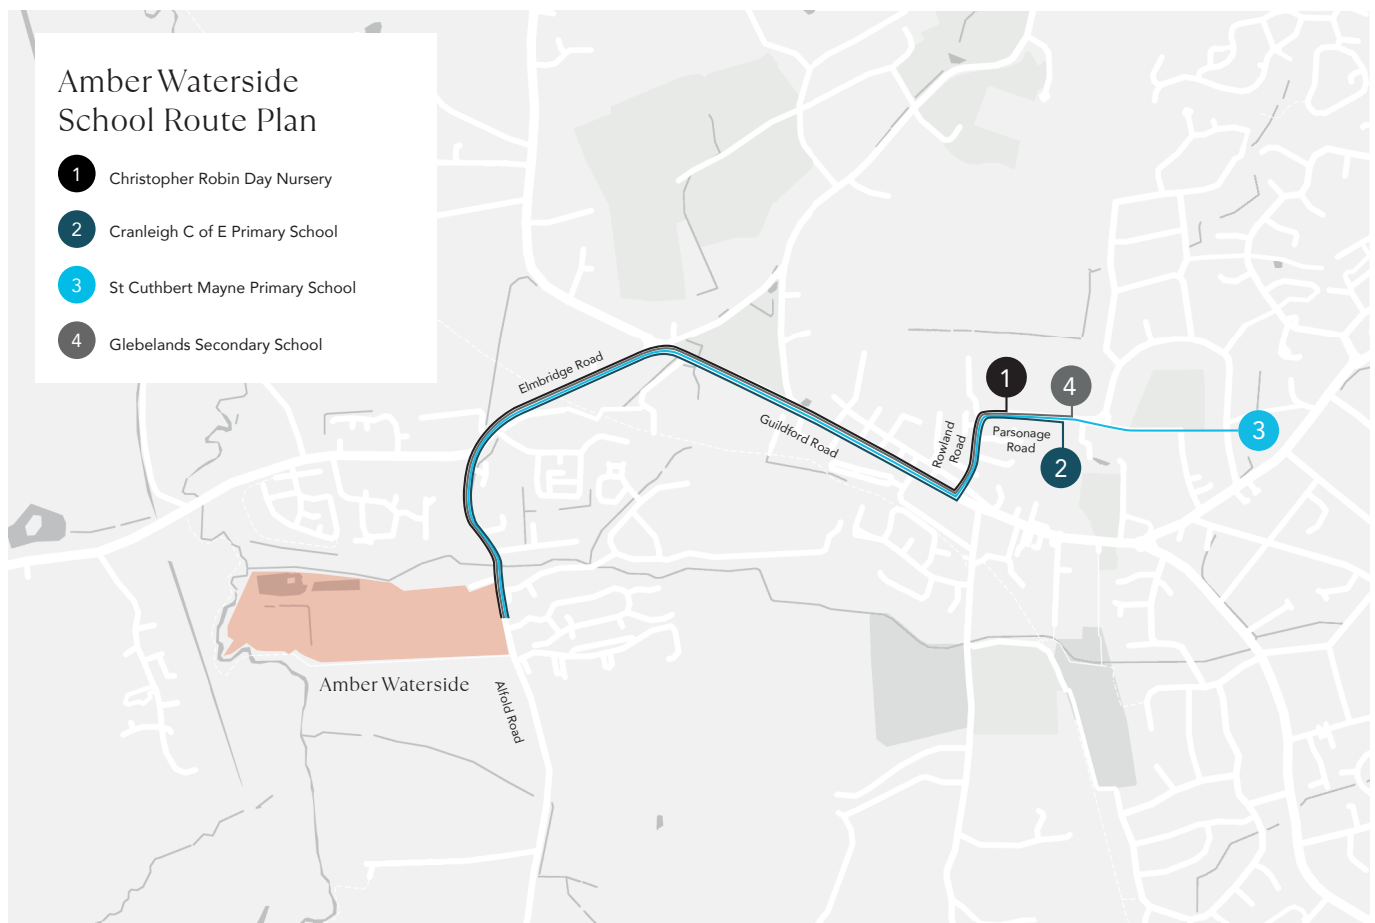 Amber Waterside
School Route Plan
1 Christopher Robin Day Nursery
2 Cranleigh C of E Primary School
3 St Cuthbert Mayne Primary School
4 Glebelands Secondary School
Elmbridge Road
Guildford Road
Rowland
Road
1
4
Parsonage
Road
3
2
Amber Waterside
Alfold Road